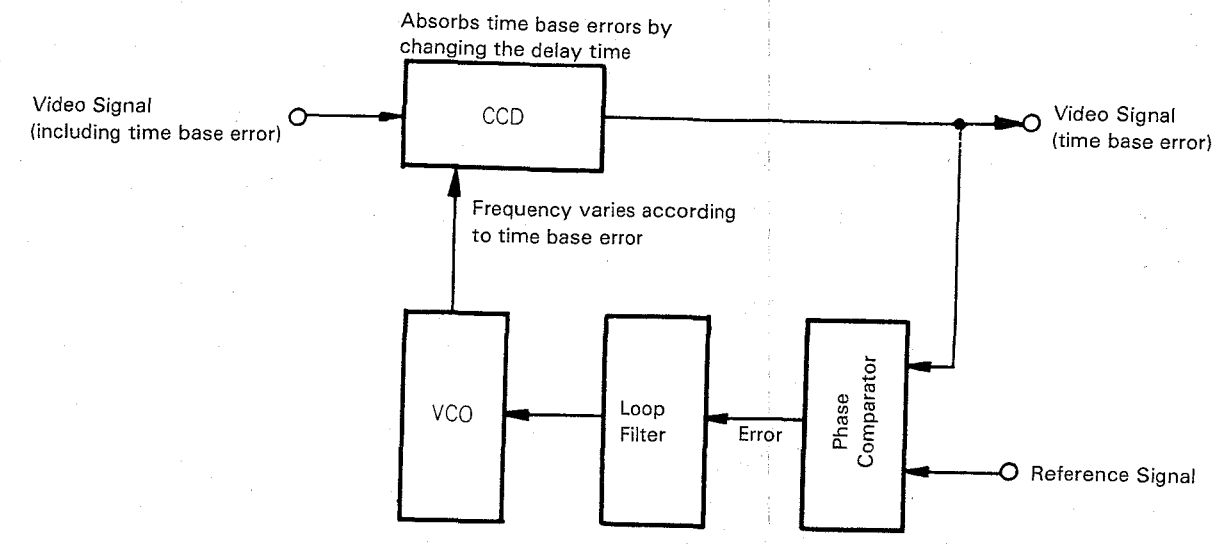 Absorbs time base errors by
changing the delay time
Video Signal
(including time base error)
CCD
Video Signal
(time base error)
Frequency varies according
to time base error
VCO
Loop
Filter
Error
Phase
Comparator
Reference Signal